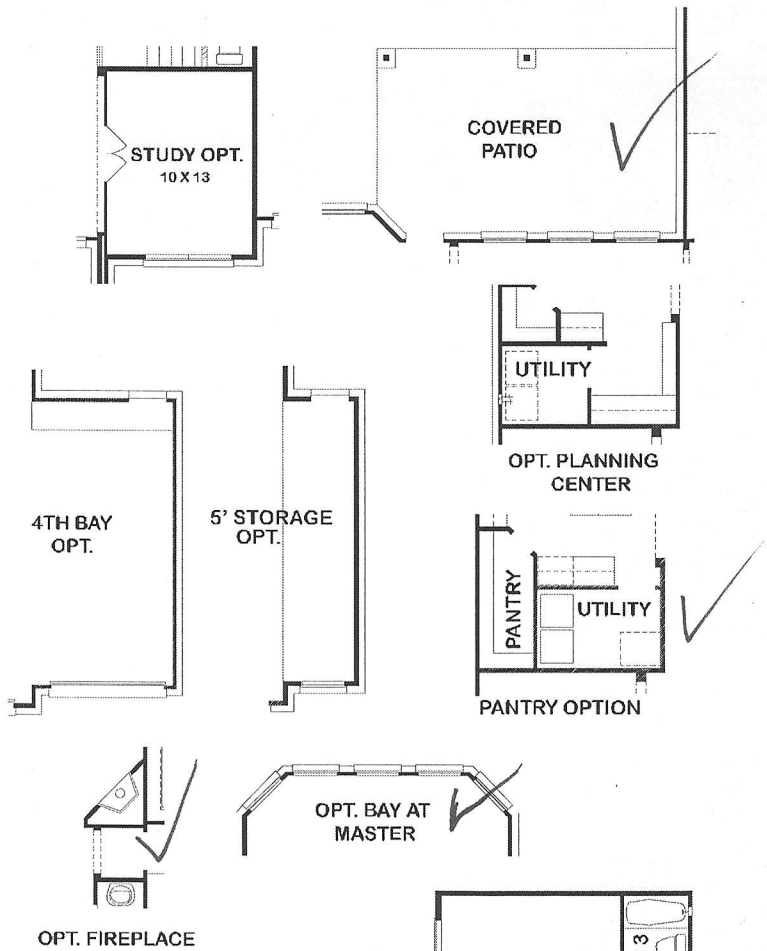 STUDY OPT.
10 X 13
COVERED
PATIO
UTILITY
OPT. PLANNING
CENTER
4TH BAY
OPT.
5' STORAGE
OPT.
PANTRY
UTILITY
PANTRY OPTION
OPT. BAY AT
MASTER
OPT. FIREPLACE
3